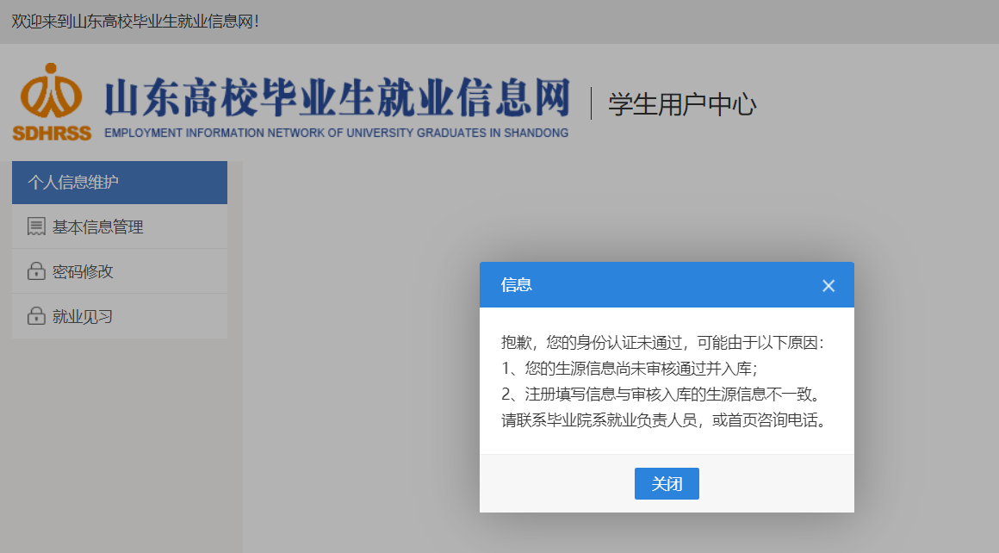 欢迎来到山东高校毕业生就业信息网!
SDHRSS
山东高校毕业生就业信息网
EMPLOYMENT INFORMATION NETWORK OF UNIVERSITY GRADUATES IN SHANDONG
学生用户中心
个人信息维护
基本信息管理
密码修改
就业见习
信息
抱歉，您的身份认证未通过，可能由于以下原因：
1、您的生源信息尚未审核通过并入库；
2、注册填写信息与审核入库的生源信息不一致。
请联系毕业院系就业负责人员，或首页咨询电话。
关闭